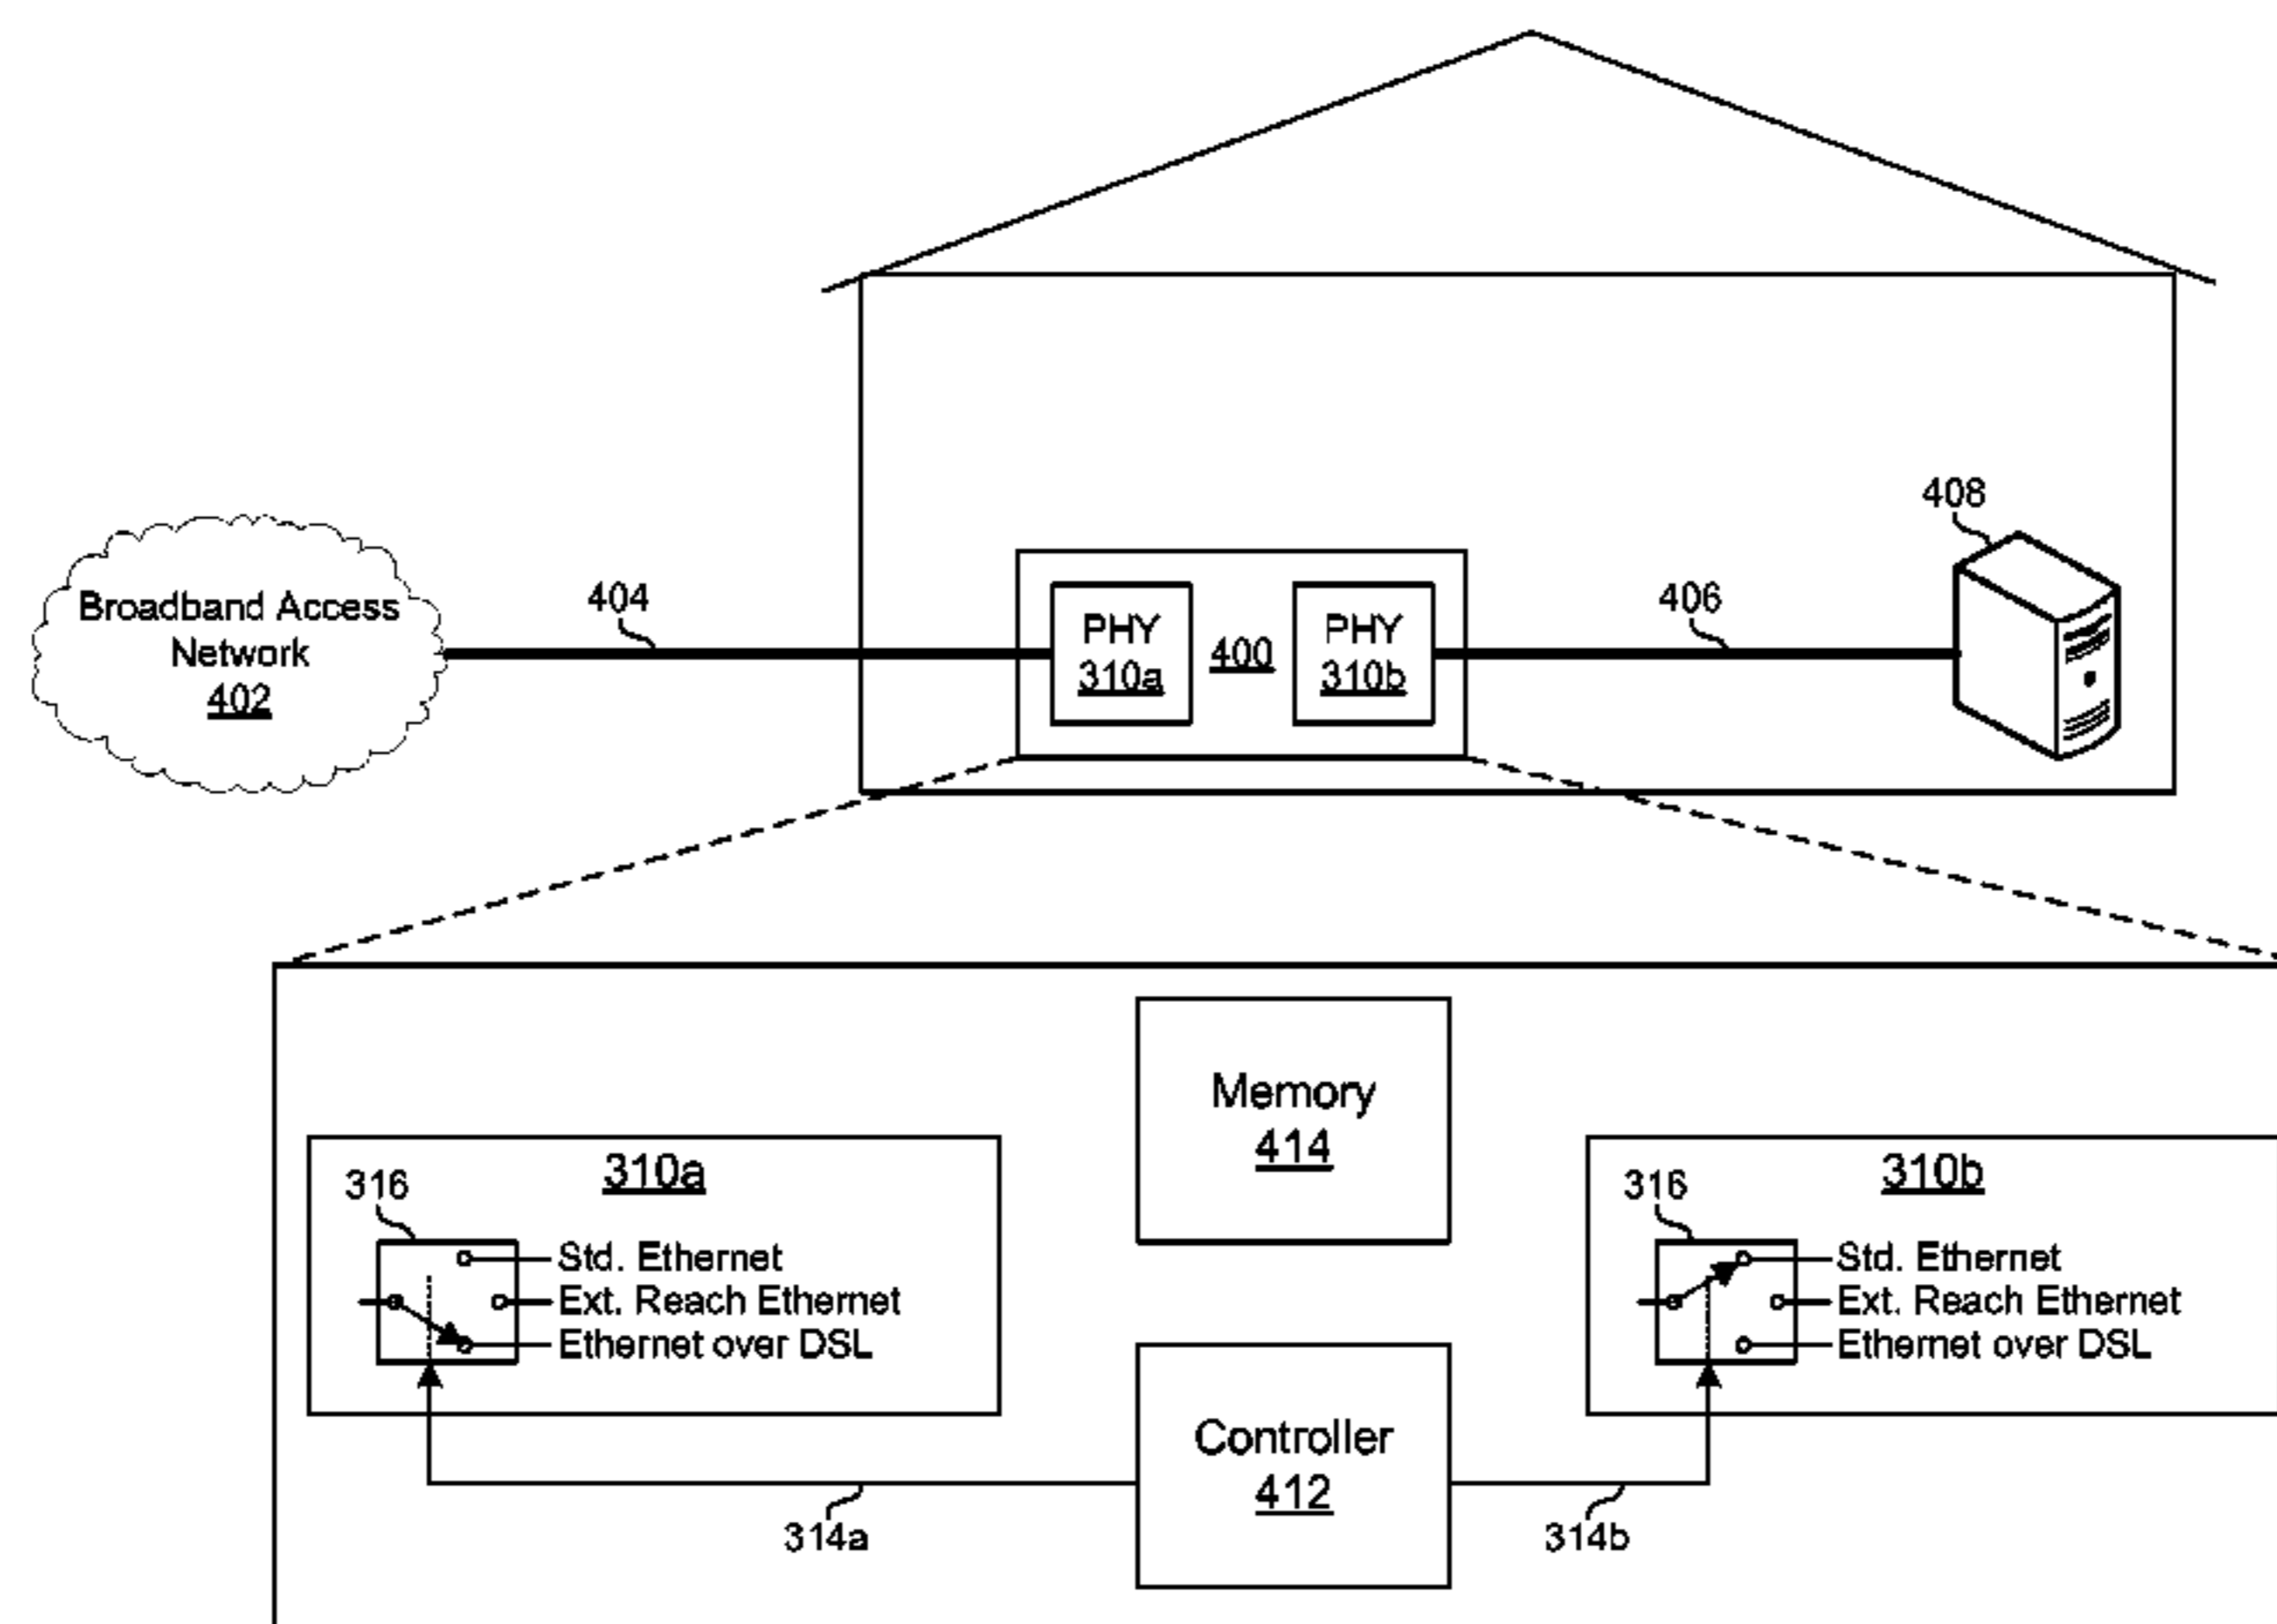 408
Broadband Access
Network
402
404
PHY
310a
400
PHY
310b
406
Memory
414
310a
316
Std. Ethernet
Ext. Reach Ethernet
Ethernet over DSL
310b
316
Std. Ethernet
Ext. Reach Ethernet
Ethernet over DSL
Controller
412
314a
314b